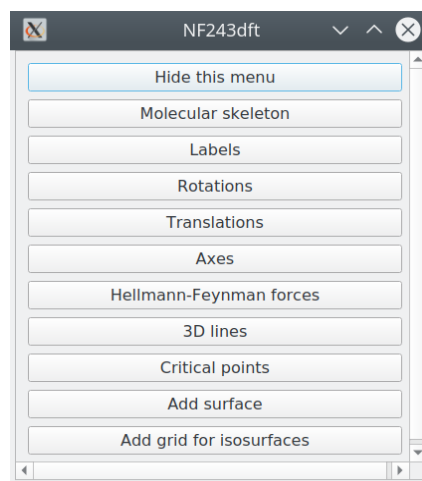 NF243dft
Hide this menu
Molecular skeleton
Labels
Rotations
Translations
Axes
Hellmann-Feynman forces
3D lines
Critical points
Add surface
Add grid for isosurfaces